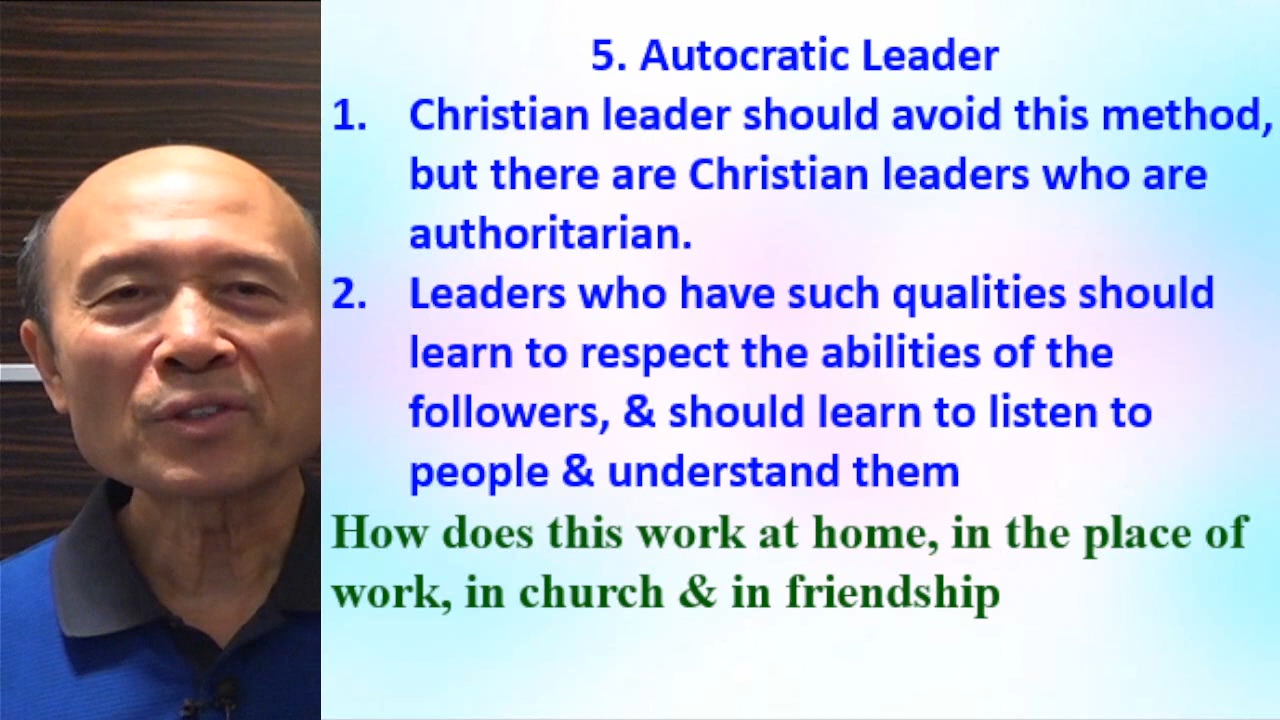 5. Autocratic Leader
1. Christian leader should avoid this method,
but there are Christian leaders who are
authoritarian.
2. Leaders who have such qualities should
learn to respect the abilities of the
followers, & should learn to listen to
people & understand them
How does this work at home, in the place of
work, in church & in friendship